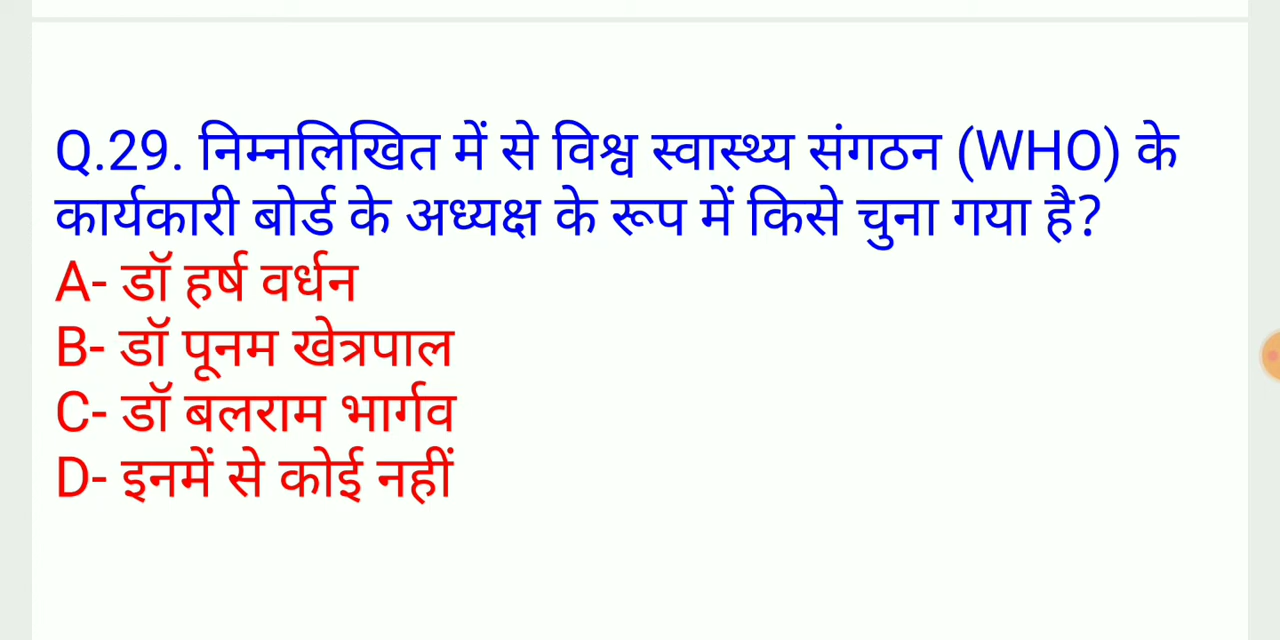 Q.29. निम्नलिखित में से विश्व स्वास्थ्य संगठन (WHO) के
कार्यकारी बोर्ड के अध्यक्ष के रूप में किसे चुना गया है?
A- डॉ हर्ष वर्धन
B- डॉ पूनम खेत्रपाल
C- डॉ बलराम भार्गव
D- इनमें से कोई नहीं